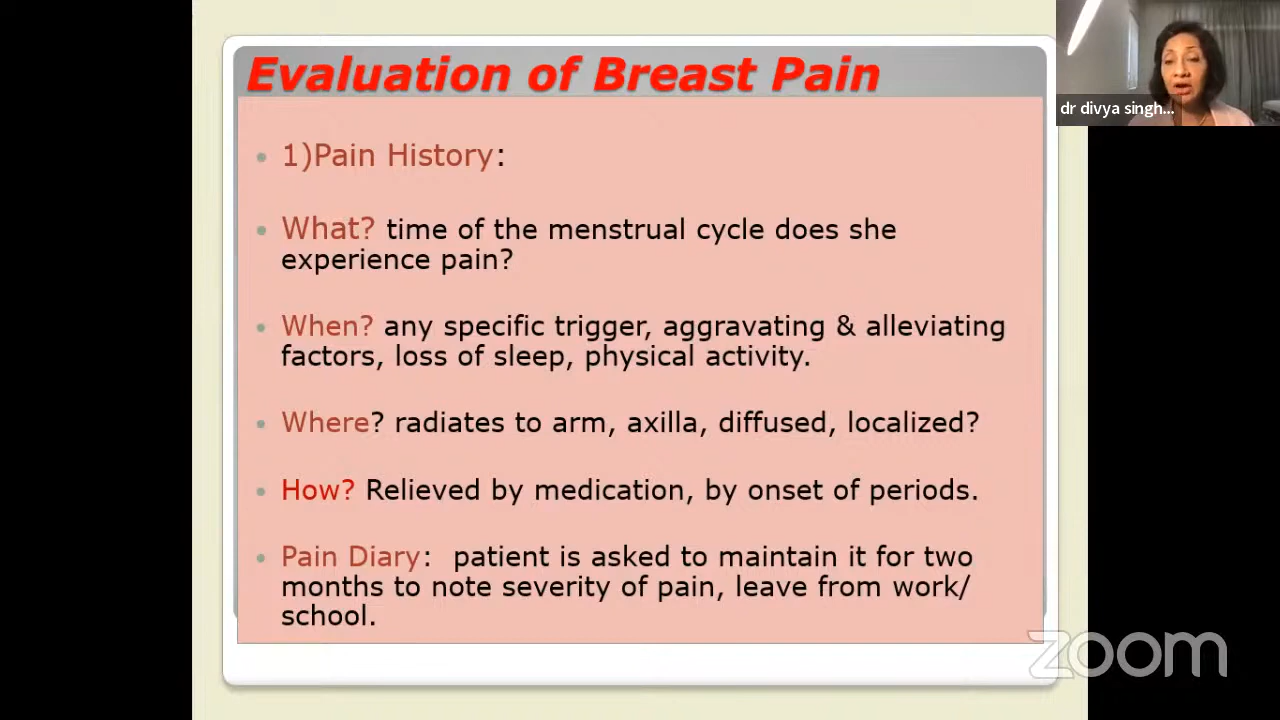 Evaluation of Breast Pain
dr divya singh...
• 1)Pain History:
• What? time of the menstrual cycle does she
experience pain?
• When? any specific trigger, aggravating & alleviating
factors, loss of sleep, physical activity.
• Where? radiates to arm, axilla, diffused, localized?
• How? Relieved by medication, by onset of periods.
• Pain Diary:  patient is asked to maintain it for two
months to note severity of pain, leave from work/
school.
zoom